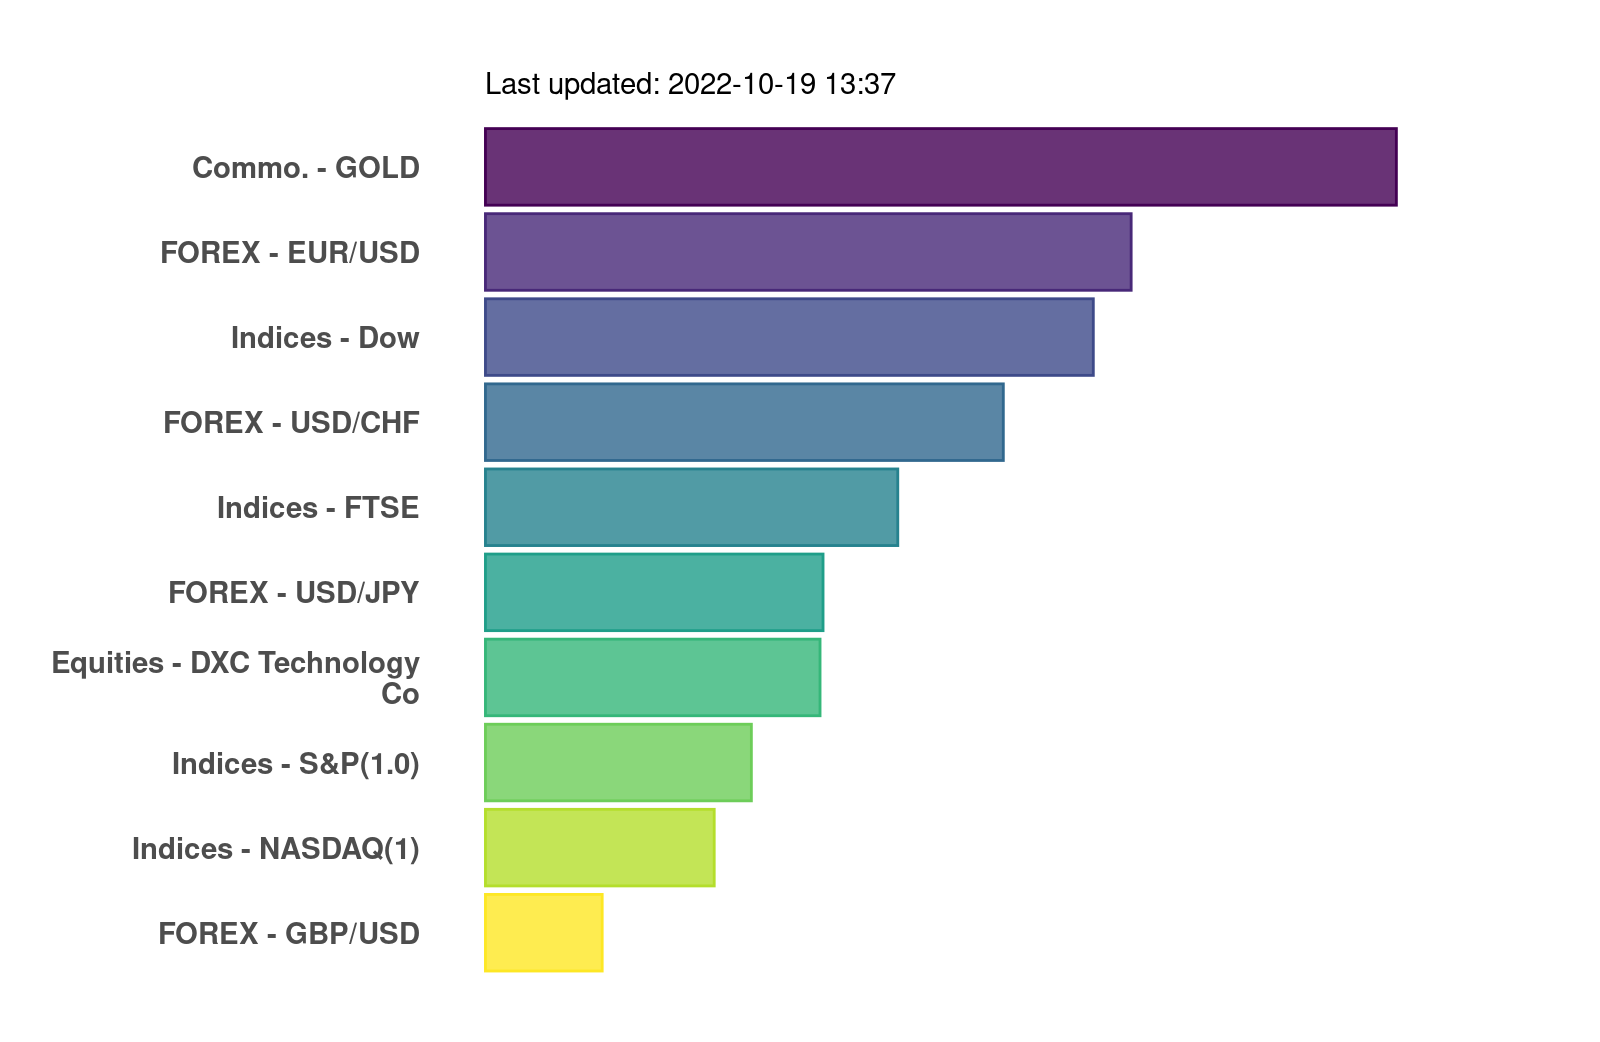 Last updated: 2022-10-19 13:37
Commo. - GOLD
FOREX - EUR/USD
Indices - Dow
FOREX - USD/CHF
Indices - FTSE
FOREX - USD/JPY
Equities - DXC Technology
Co
Indices - S&P(1.0)
Indices - NASDAQ(1)
FOREX - GBP/USD